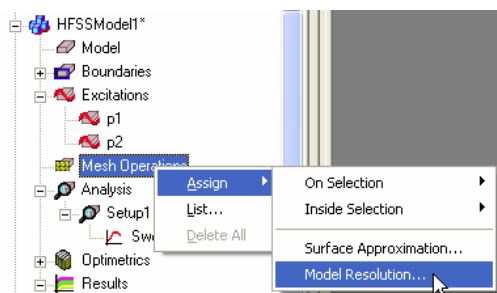 HFSSModel1*
Model
Boundaries
Excitations
p1
p2
Mesh Operations
Analysis
Setup1
Optimetrics
Results
Assign
List...
Delete All
On Selection
Inside Selection
Surface Approximation...
Model Resolution...